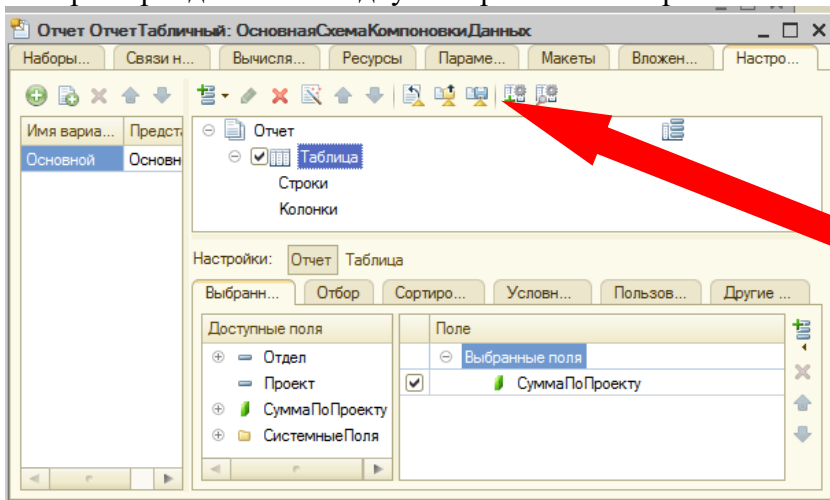 Отчет ОтчетТабличный: ОсновнаяСхемаКомпоновкиДанных
Наборы... Связи н... Вычисля... Ресурсы Параме... Макеты Вложен... Настро...
Имя вариа... Предста
Основной Основн
Отчет
Таблица
Строки
Колонки
Настройки: Отчет Таблица
Выбранн... Отбор Сортиро... Условн... Пользов... Другие ...
Доступные поля
Отдел
Проект
СуммаПоПроекту
СистемныеПоля
Поле
Выбранные поля
СуммаПоПроекту